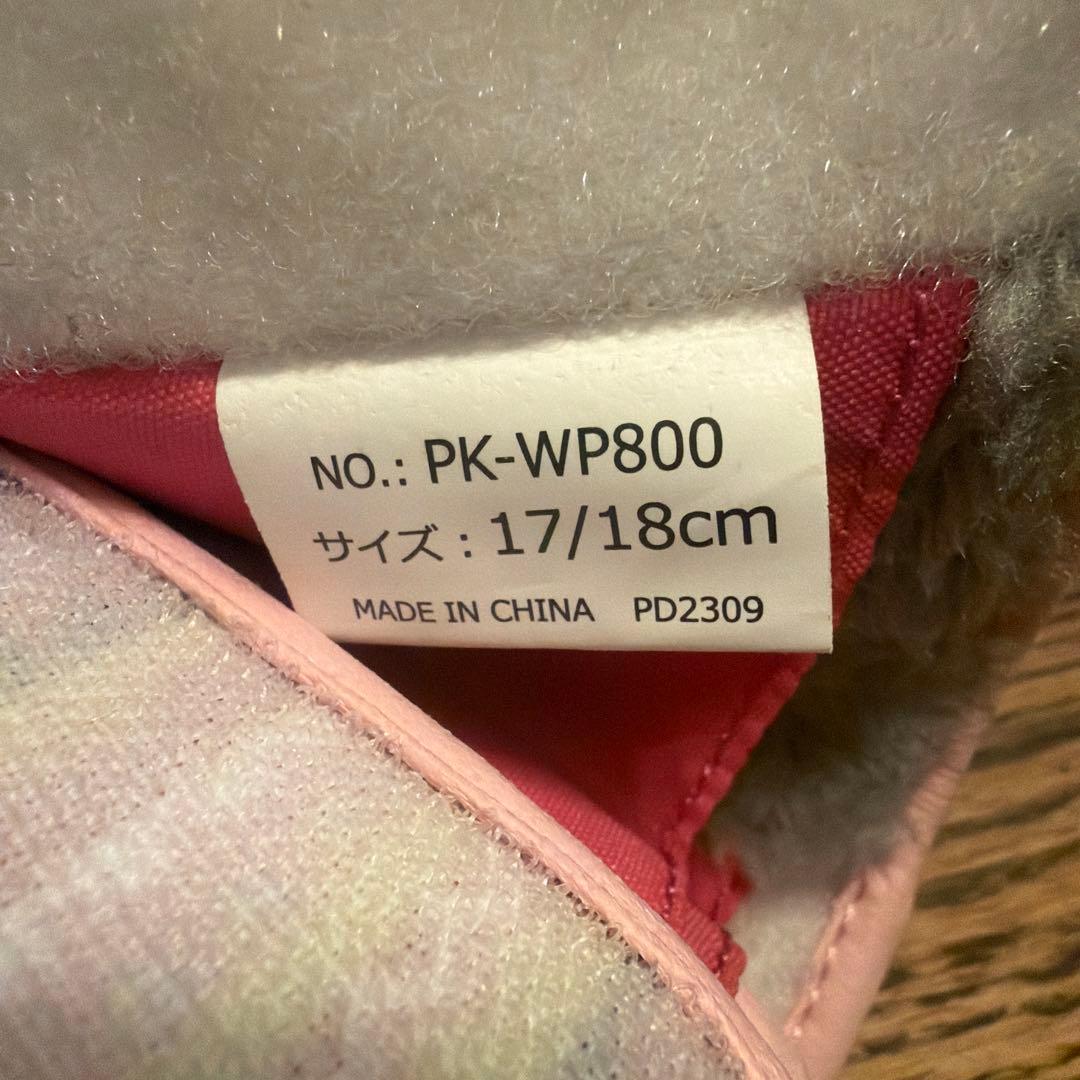 NO.: PK-WP800
サイズ : 17/18cm
MADE IN CHINA PD2309